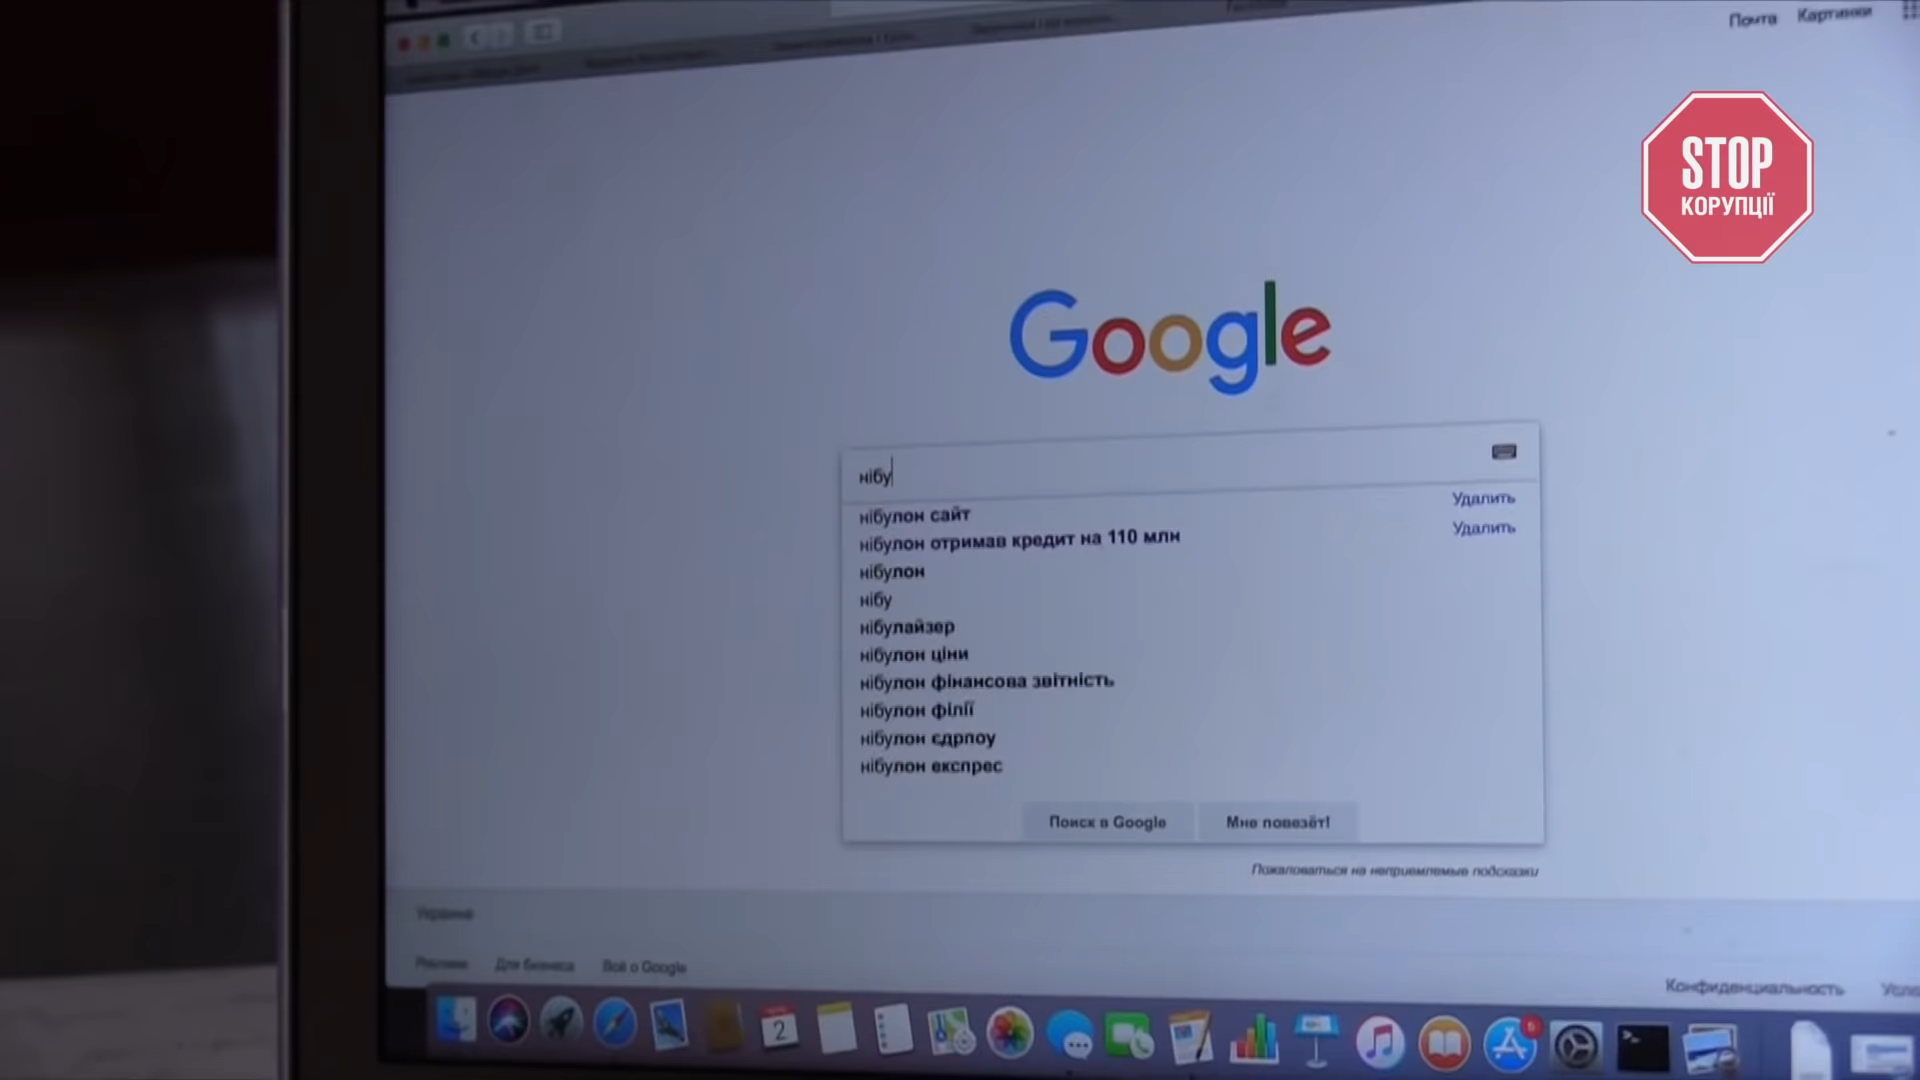 Почта Картинки
STOP
КОРУПЦІЇ
Google
нібу
нібулон сайт Удалить
нібулон отримав кредит на 110 млн Удалить
нібулон
нібу
нібулайзер
нібулон ціни
нібулон фінансова звітність
нібулон філії
нібулон єдрпоу
нібулон експрес
Поиск в Google Мне повезёт!
Пожаловаться на неприемлемые подсказки
Украина
Реклама Для бизнеса Всё о Google
Конфиденциальность
2